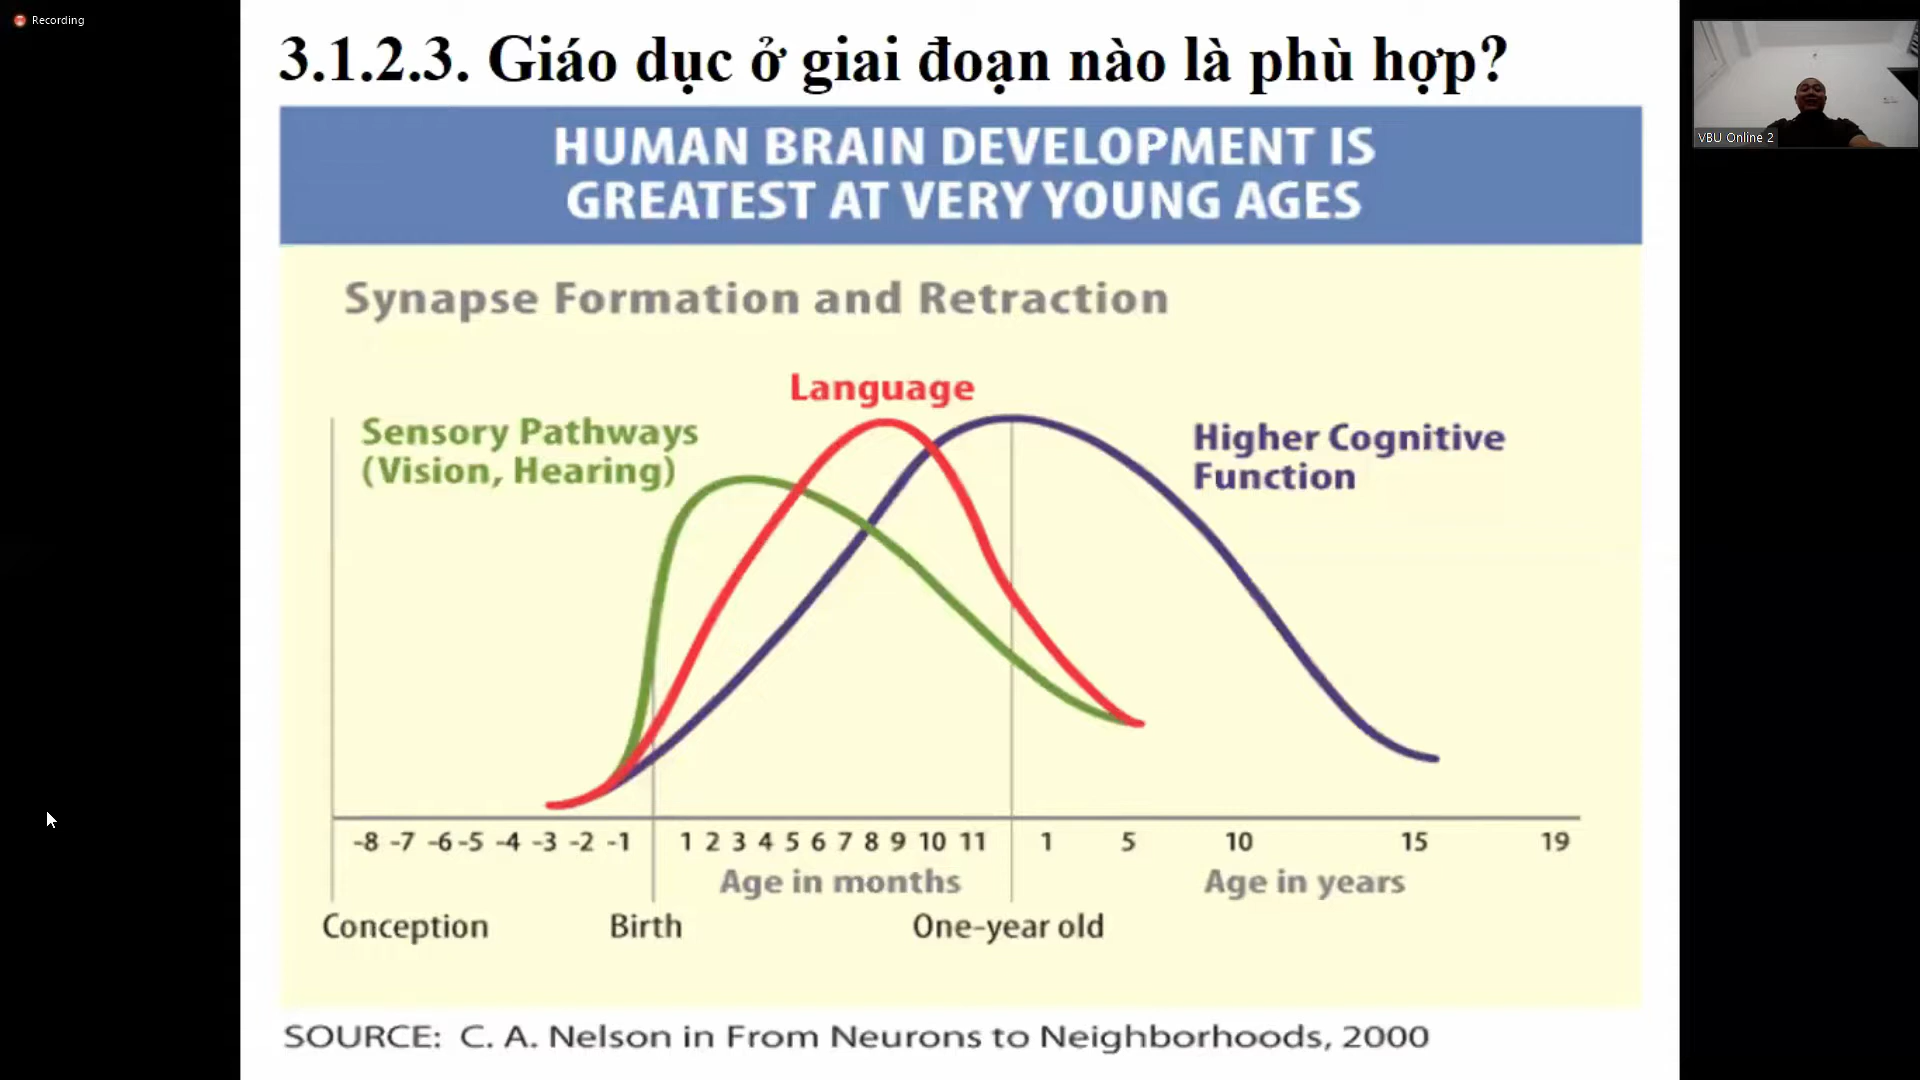 Recording
3.1.2.3. Giáo dục ở giai đoạn nào là phù hợp?
VBU Online 2
HUMAN BRAIN DEVELOPMENT IS
GREATEST AT VERY YOUNG AGES
Synapse Formation and Retraction
Language
Sensory Pathways
(Vision, Hearing)
Higher Cognitive
Function
-8 -7 -6 -5 -4 -3 -2 -1 1 2 3 4 5 6 7 8 9 10 11 1 5 10 15 19
Age in months Age in years
Conception Birth One-year old
SOURCE: C. A. Nelson in From Neurons to Neighborhoods, 2000